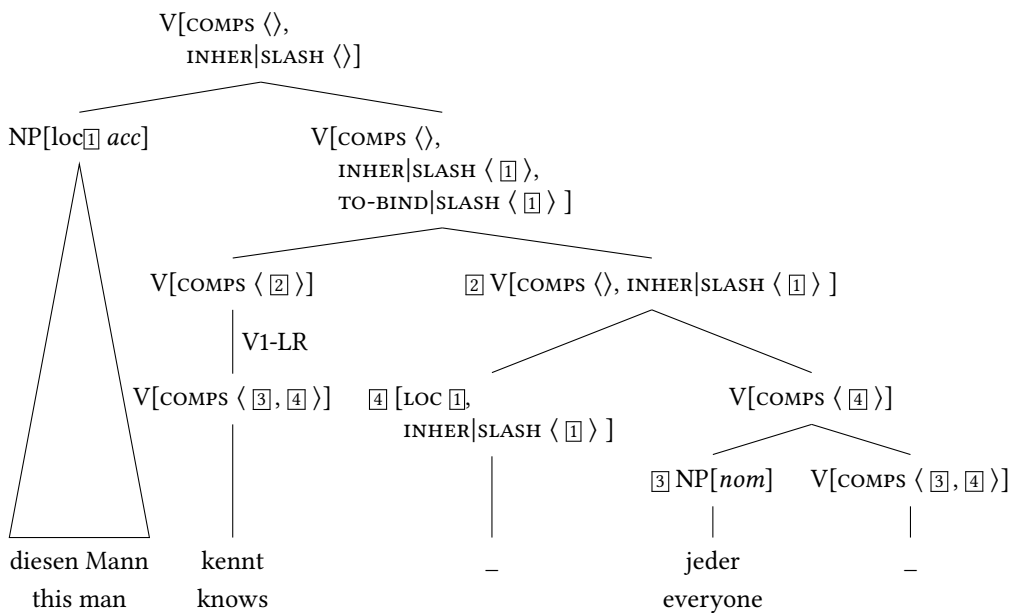 V[COMPS ⟨⟩,
INHER|SLASH ⟨⟩]
NP[loc 1 acc]
V[COMPS ⟨⟩,
INHER|SLASH ⟨ 1 ⟩,
TO-BIND|SLASH ⟨ 1 ⟩ ]
V[COMPS ⟨ 2 ⟩]
2 V[COMPS ⟨⟩, INHER|SLASH ⟨ 1 ⟩ ]
V1-LR
V[COMPS ⟨ 3 , 4 ⟩]
4 [LOC 1 ,
INHER|SLASH ⟨ 1 ⟩ ]
V[COMPS ⟨ 4 ⟩]
3 NP[nom]
V[COMPS ⟨ 3 , 4 ⟩]
diesen Mann kennt _ jeder _
this man knows everyone